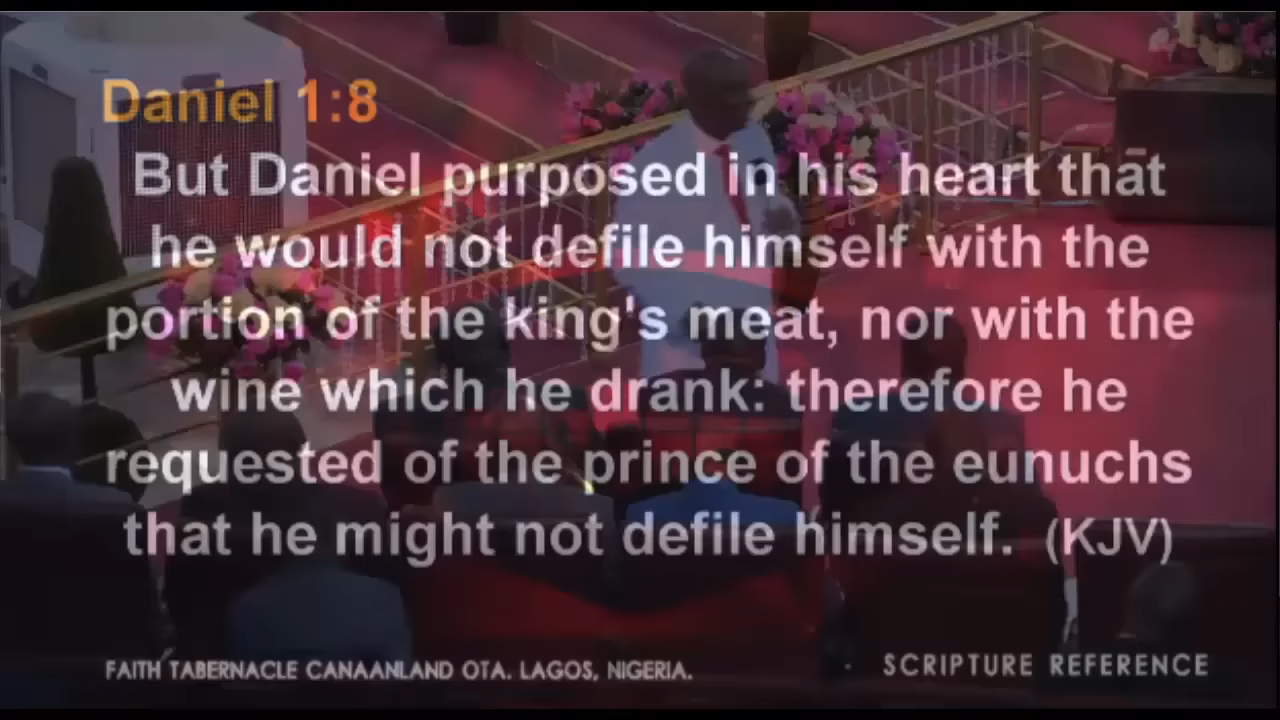 Daniel 1:8
But Daniel purposed in his heart that
he would not defile himself with the
portion of the king's meat, nor with the
wine which he drank: therefore he
requested of the prince of the eunuchs
that he might not defile himself. (KJV)
FAITH TABERNACLE CANAANLAND OTA. LAGOS, NIGERIA.
SCRIPTURE REFERENCE